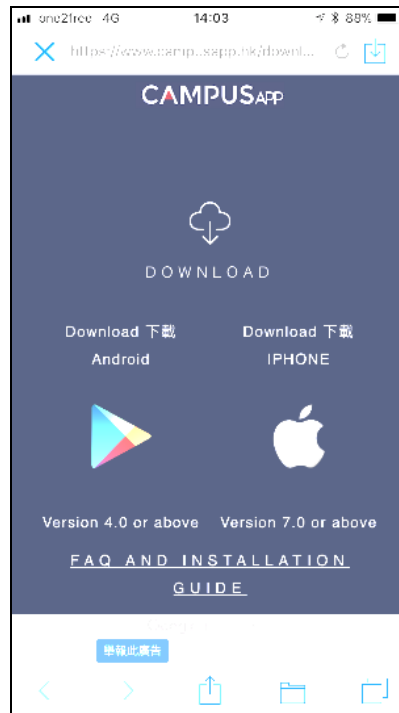 one2free 4G 14:03 88%
DOWNLOAD
CAMPUSAPP
Download 下載 Download 下載
Android IPHONE
Version 4.0 or above Version 7.0 or above
FAQ AND INSTALLATION
GUIDE
舉報此廣告